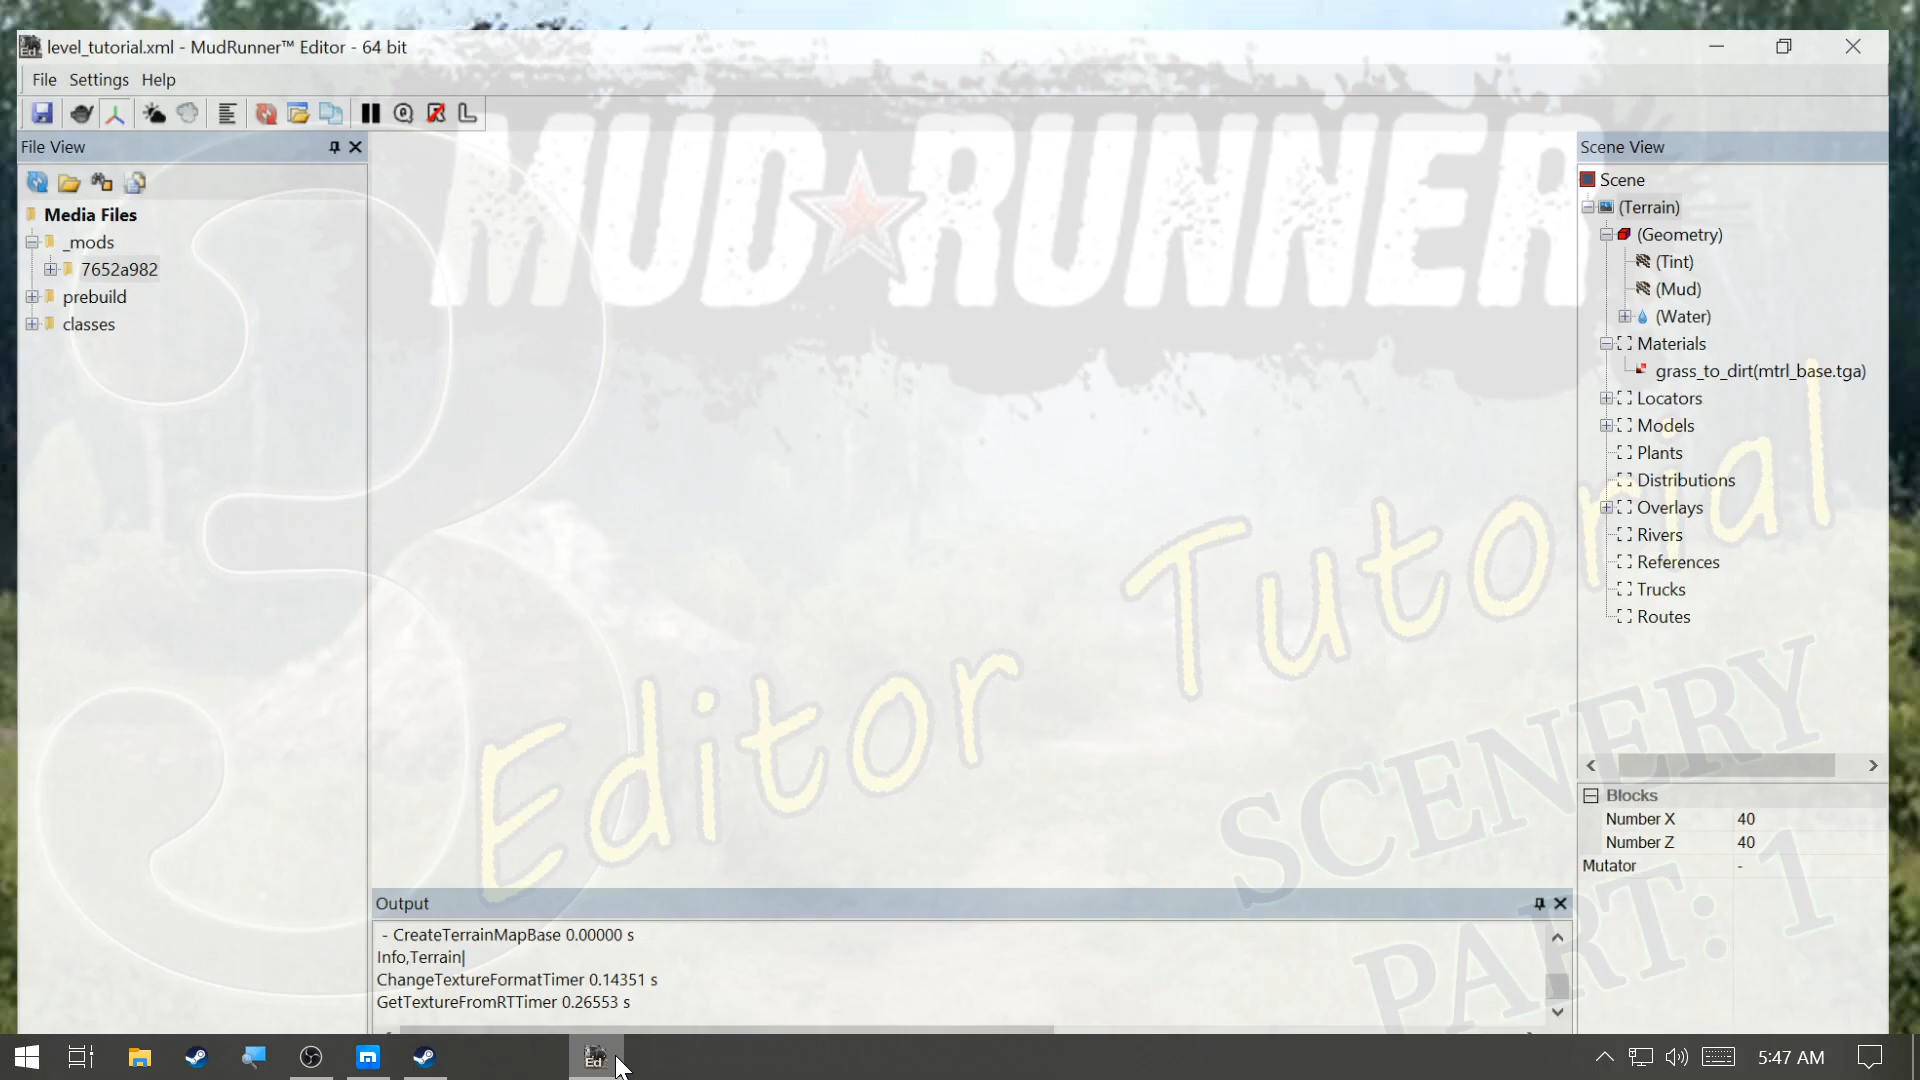 level_tutorial.xml - MudRunner™ Editor - 64 bit
File Settings Help
File View
Media Files
_mods
7652a982
prebuild
classes
MUD RUNNER
3
Editor Tutorial
SCENERY
PART: 1
Scene View
Scene
(Terrain)
(Geometry)
(Tint)
(Mud)
(Water)
Materials
grass_to_dirt(mtrl_base.tga)
Locators
Models
Plants
Distributions
Overlays
Rivers
References
Trucks
Routes
Blocks
Number X 40
Number Z 40
Mutator -
Output
- CreateTerrainMapBase 0.00000 s
Info,Terrain|
ChangeTextureFormatTimer 0.14351 s
GetTextureFromRTTimer 0.26553 s
Ed
5:47 AM